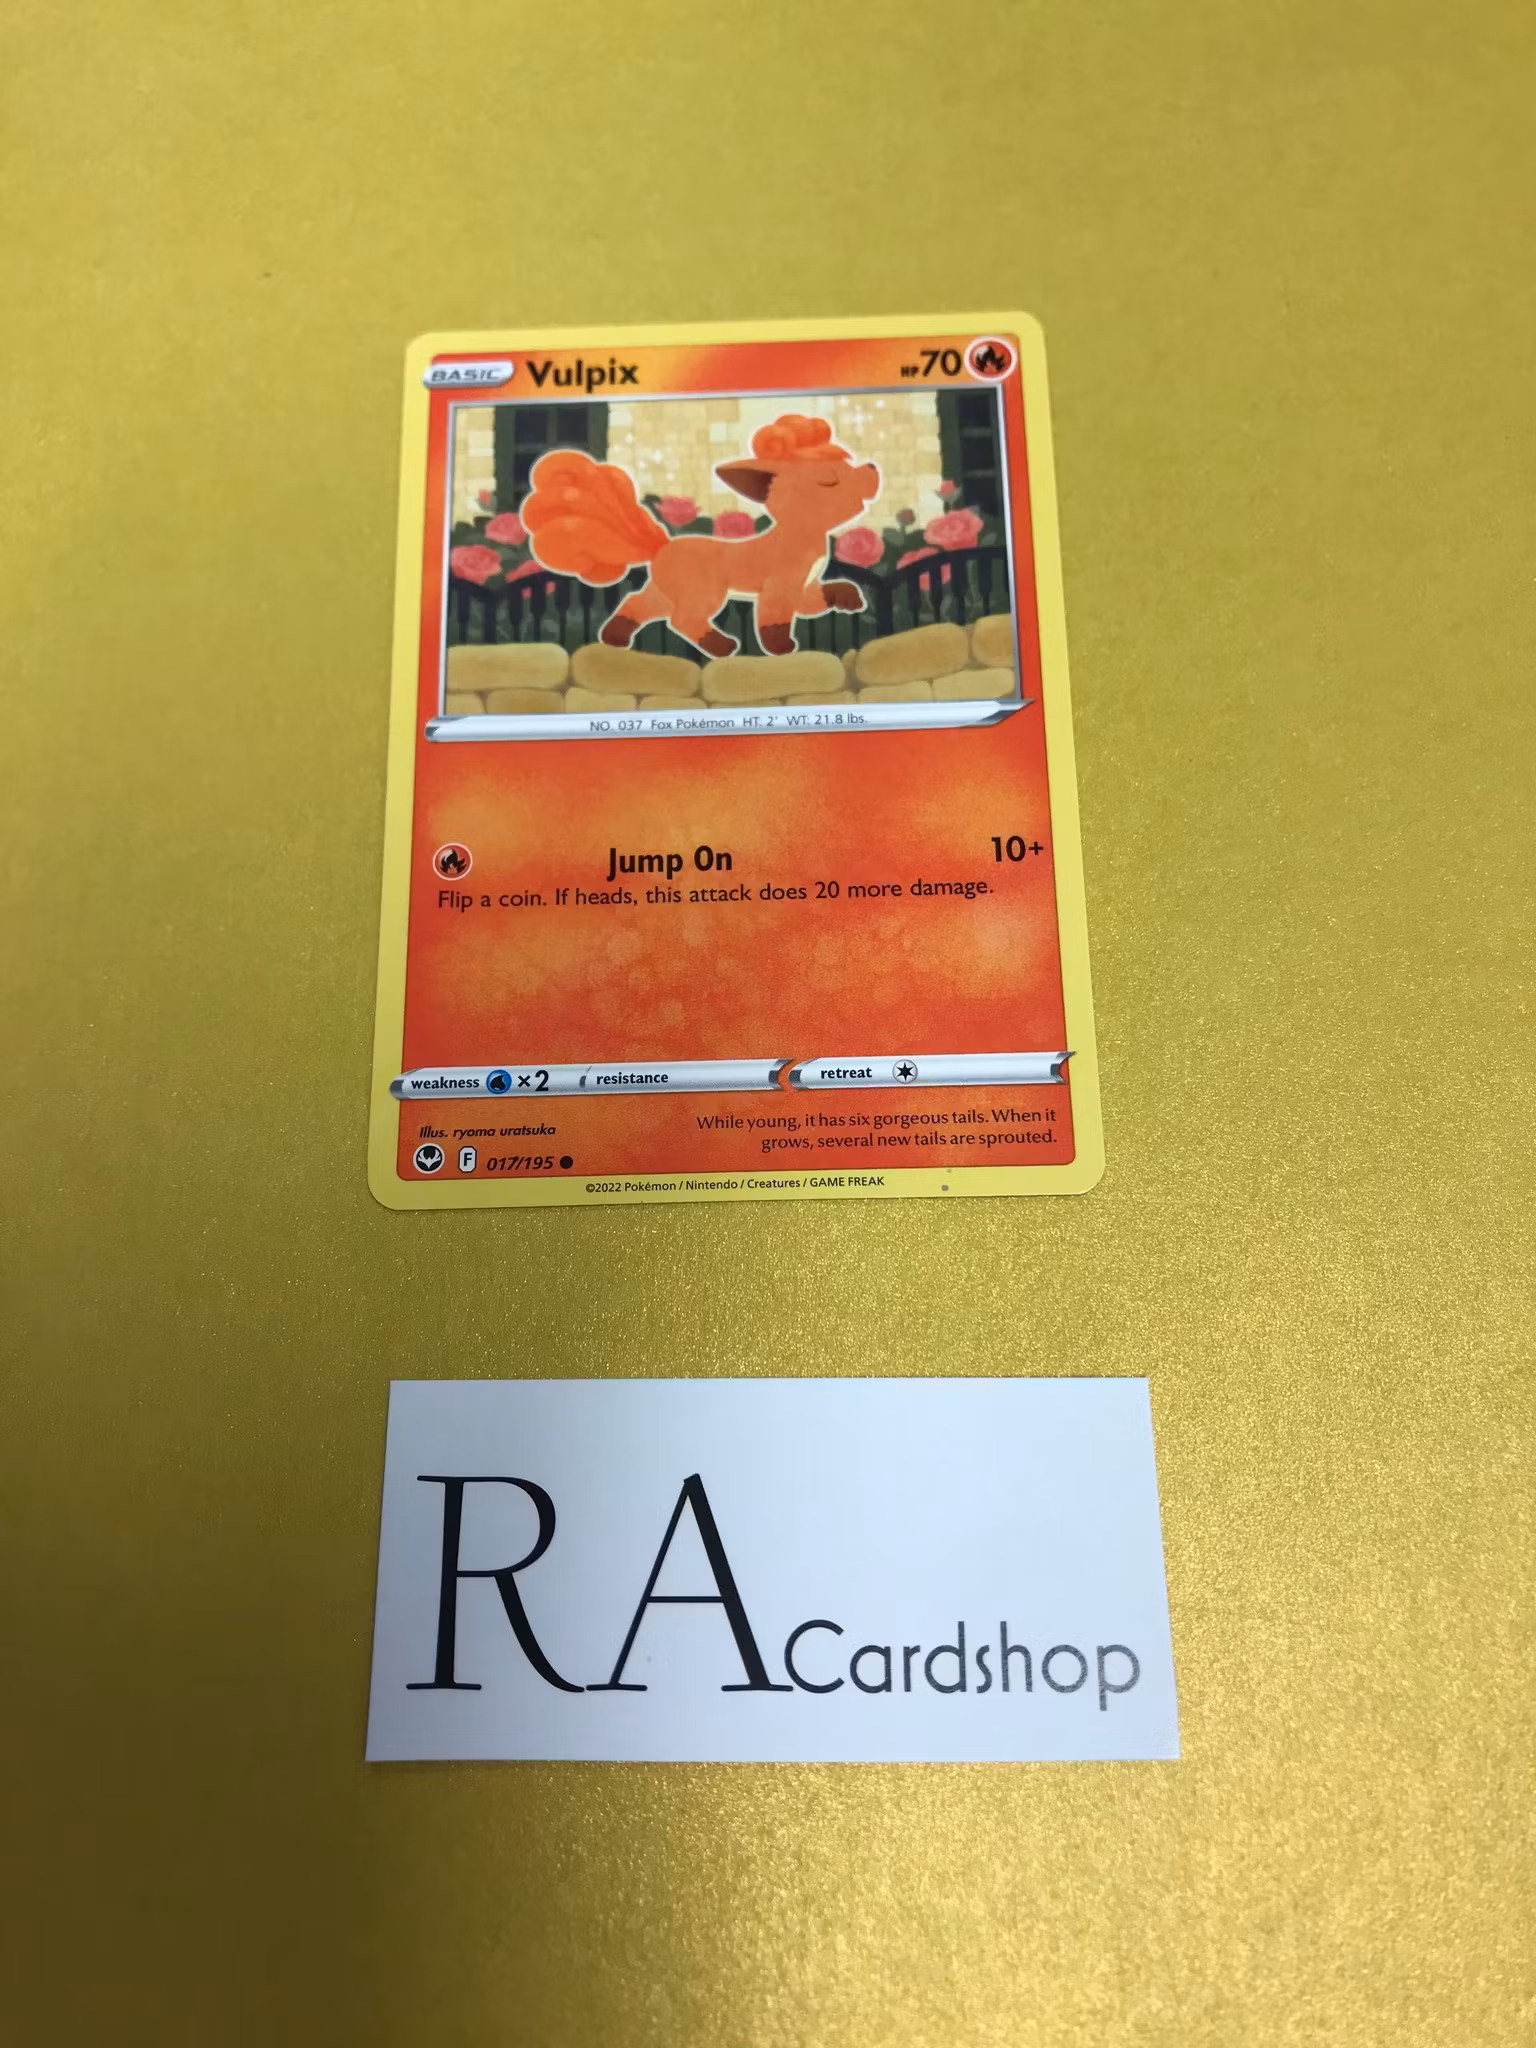 BASIC Vulpix HP70
NO. 037 Fox Pokémon HT. 2' WT: 21.8 lbs.
Jump On 10+
Flip a coin. If heads, this attack does 20 more damage.
weakness ×2 resistance retreat
While young, it has six gorgeous tails. When it
grows, several new tails are sprouted.
Illus. ryoma uratsuka
F 017/195
©2022 Pokémon / Nintendo / Creatures / GAME FREAK
RA Cardshop